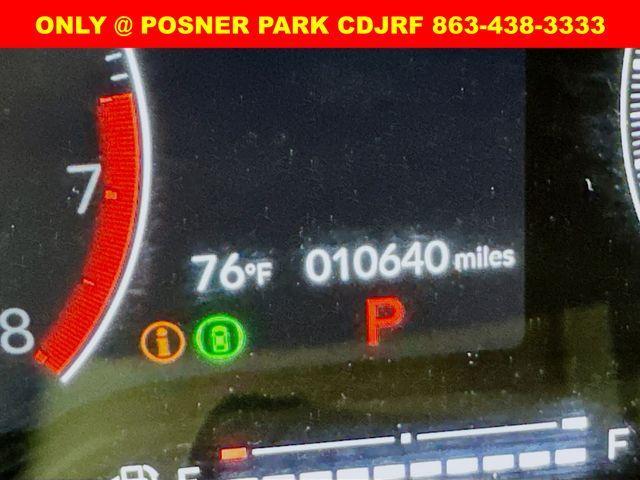 ONLY @ POSNER PARK CDJRF 863-438-3333
7
76°F 010640 miles
8
P
E F